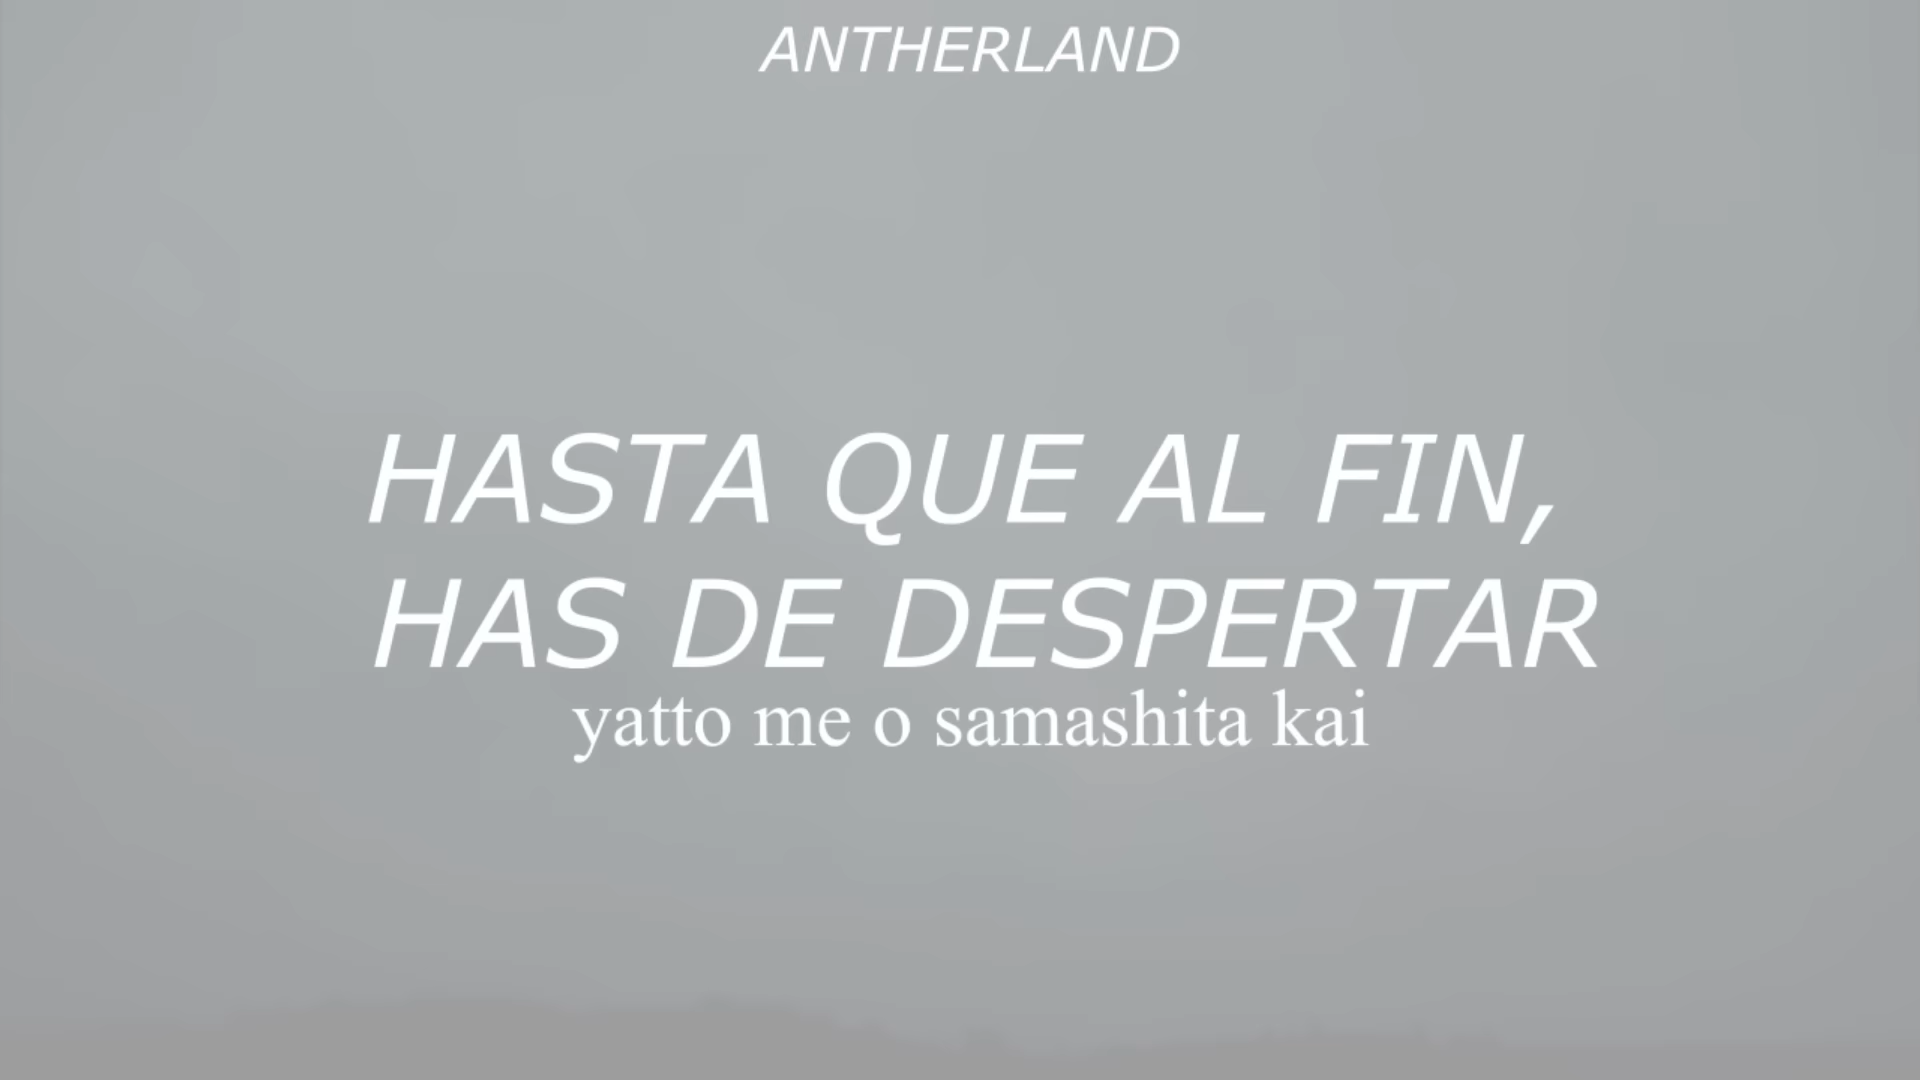 ANTHERLAND
HASTA QUE AL FIN,
HAS DE DESPERTAR
yatto me o samashita kai